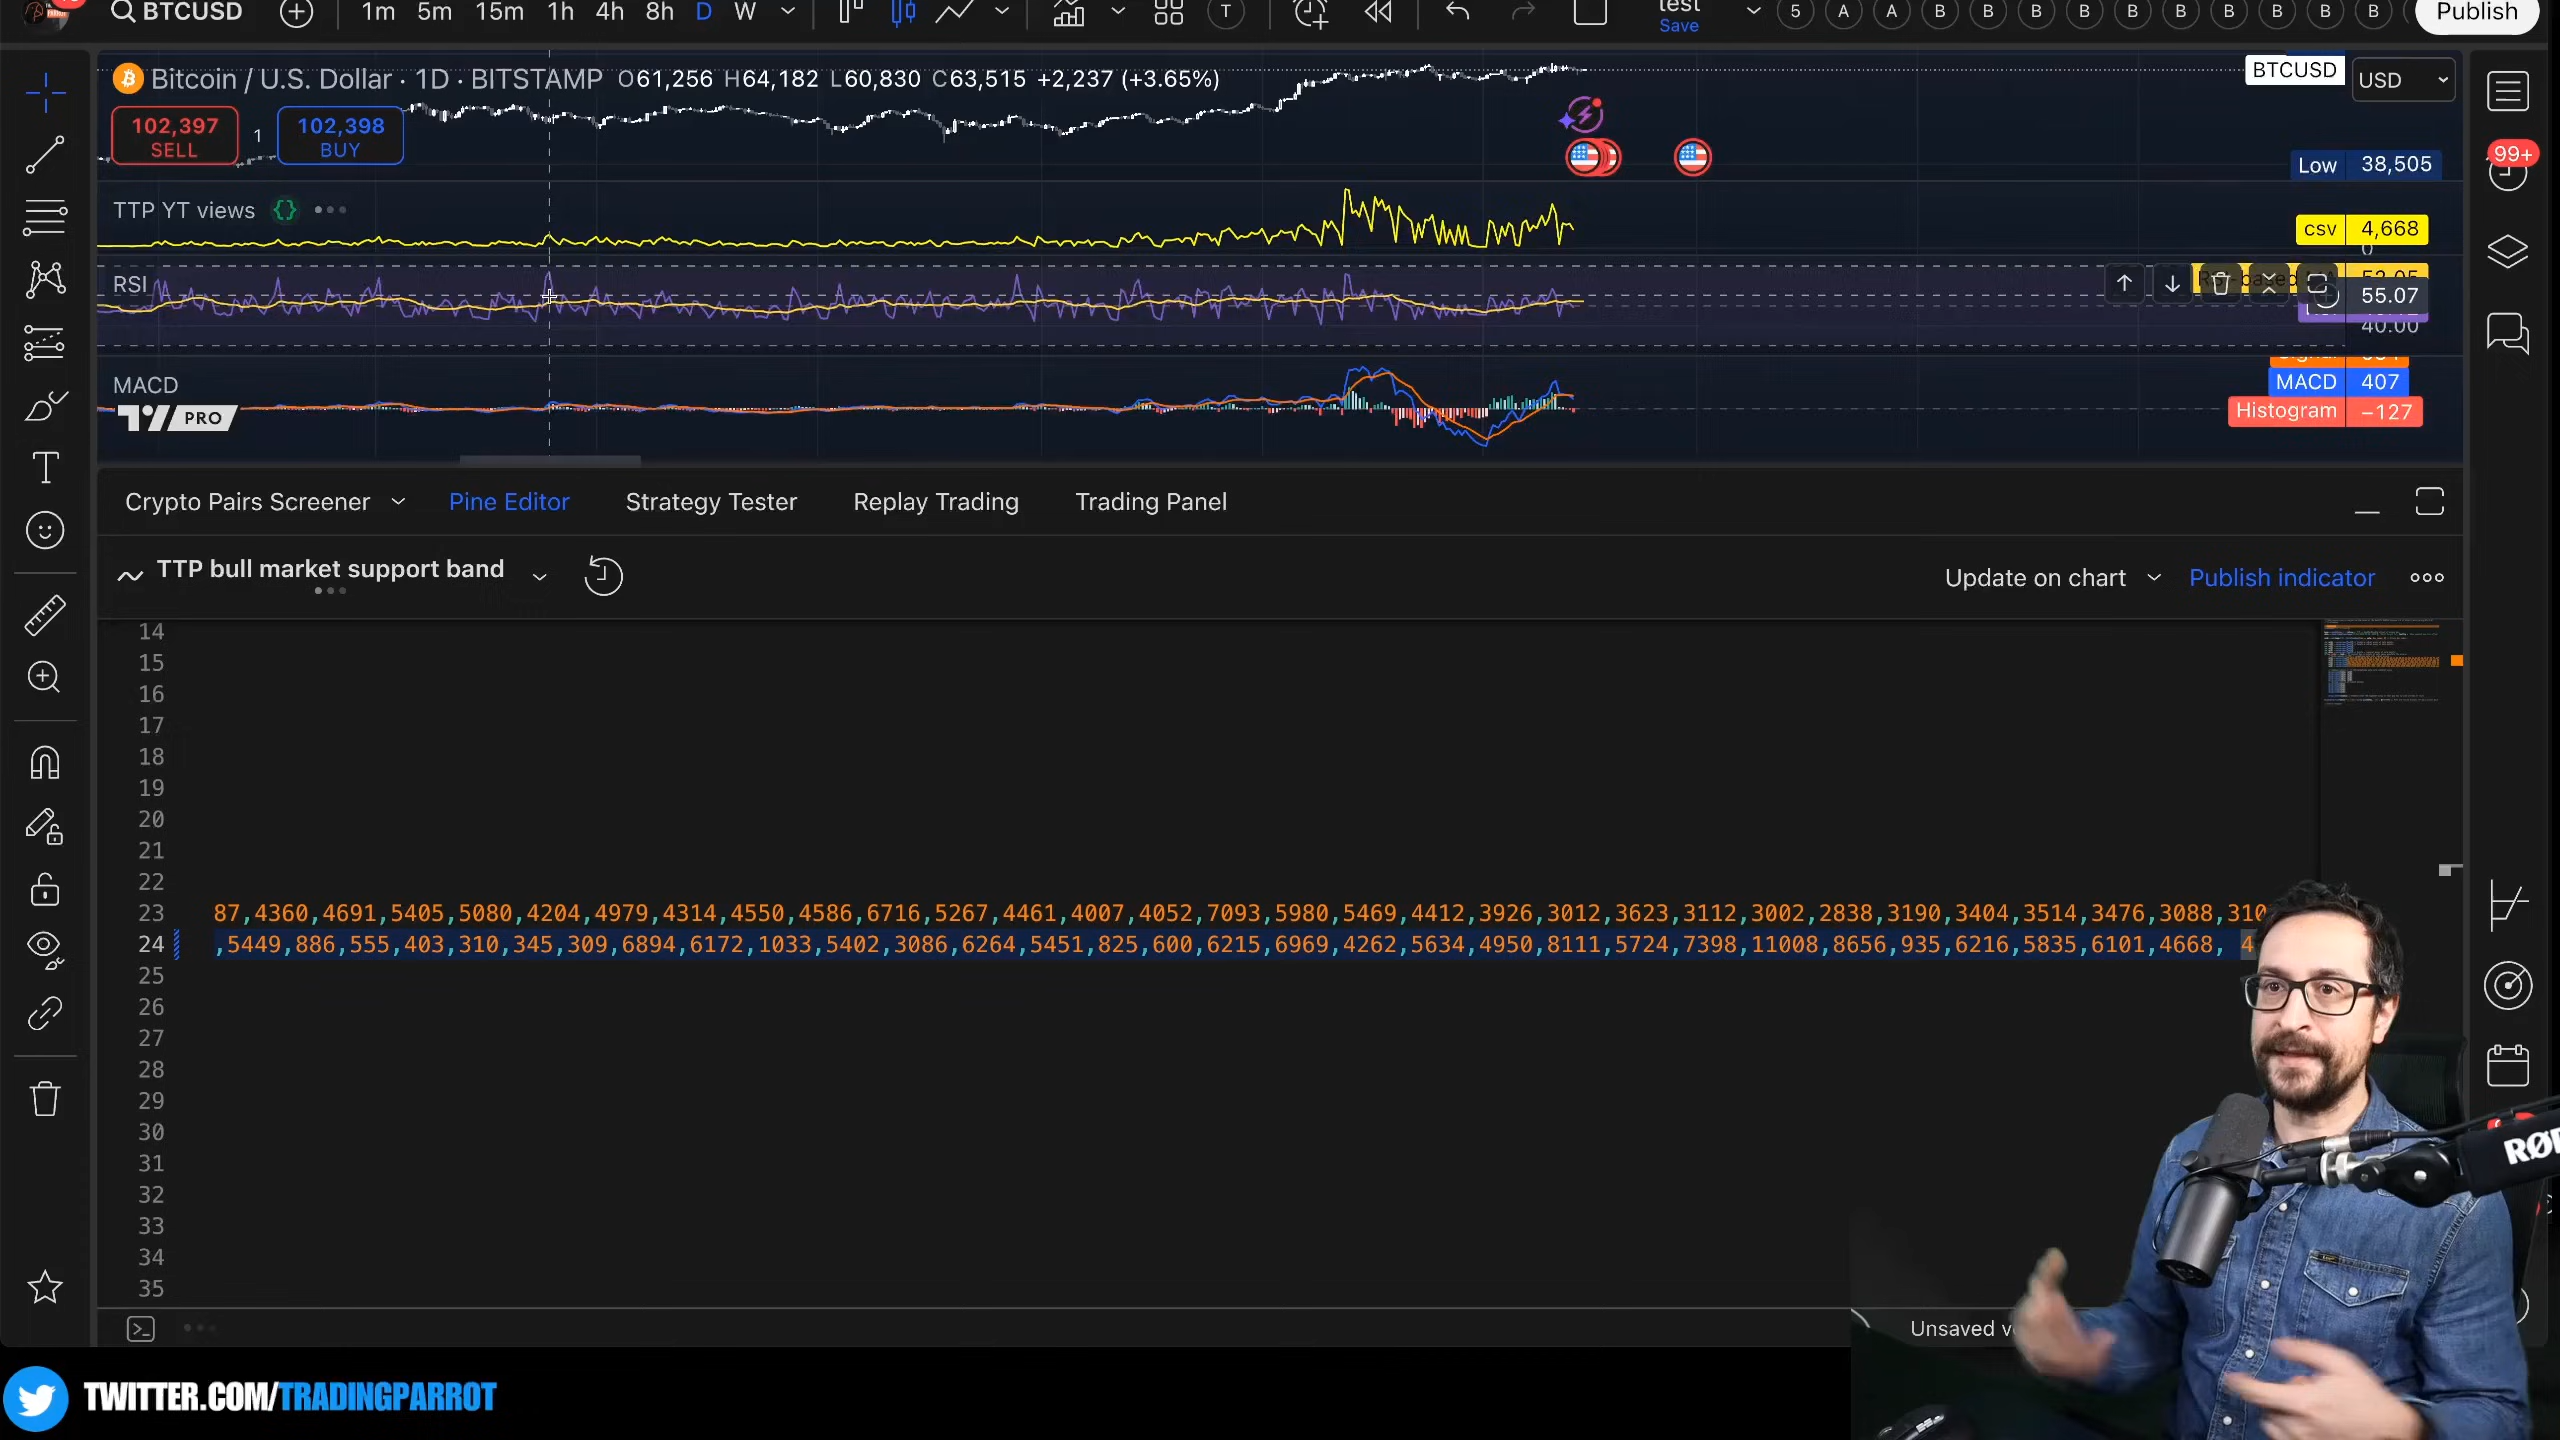 BTCUSD 1m 5m 15m 1h 4h 8h D W T test Save 5 A A B B B B B B B B B B Publish
Bitcoin / U.S. Dollar · 1D · BITSTAMP O61,256 H64,182 L60,830 C63,515 +2,237 (+3.65%)
BTCUSD USD
102,397 SELL 1 102,398 BUY
Low 38,505
99+
TTP YT views {} csv 4,668
0
RSI
55.07
40.00
MACD
PRO
MACD 407
Histogram −127
Crypto Pairs Screener Pine Editor Strategy Tester Replay Trading Trading Panel
TTP bull market support band Update on chart Publish indicator
14
15
16
17
18
19
20
21
22
23 87,4360,4691,5405,5080,4204,4979,4314,4550,4586,6716,5267,4461,4007,4052,7093,5980,5469,4412,3926,3012,3623,3112,3002,2838,3190,3404,3514,3476,3088,310
24 ,5449,886,555,403,310,345,309,6894,6172,1033,5402,3086,6264,5451,825,600,6215,6969,4262,5634,4950,8111,5724,7398,11008,8656,935,6216,5835,6101,4668, 4
25
26
27
28
29
30
31
32
33
34
35
Unsaved
TWITTER.COM/TRADINGPARROT